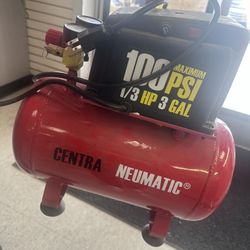 100 MAXIMUM
PSI
1/3 HP 3 GAL
CENTRA NEUMATIC®